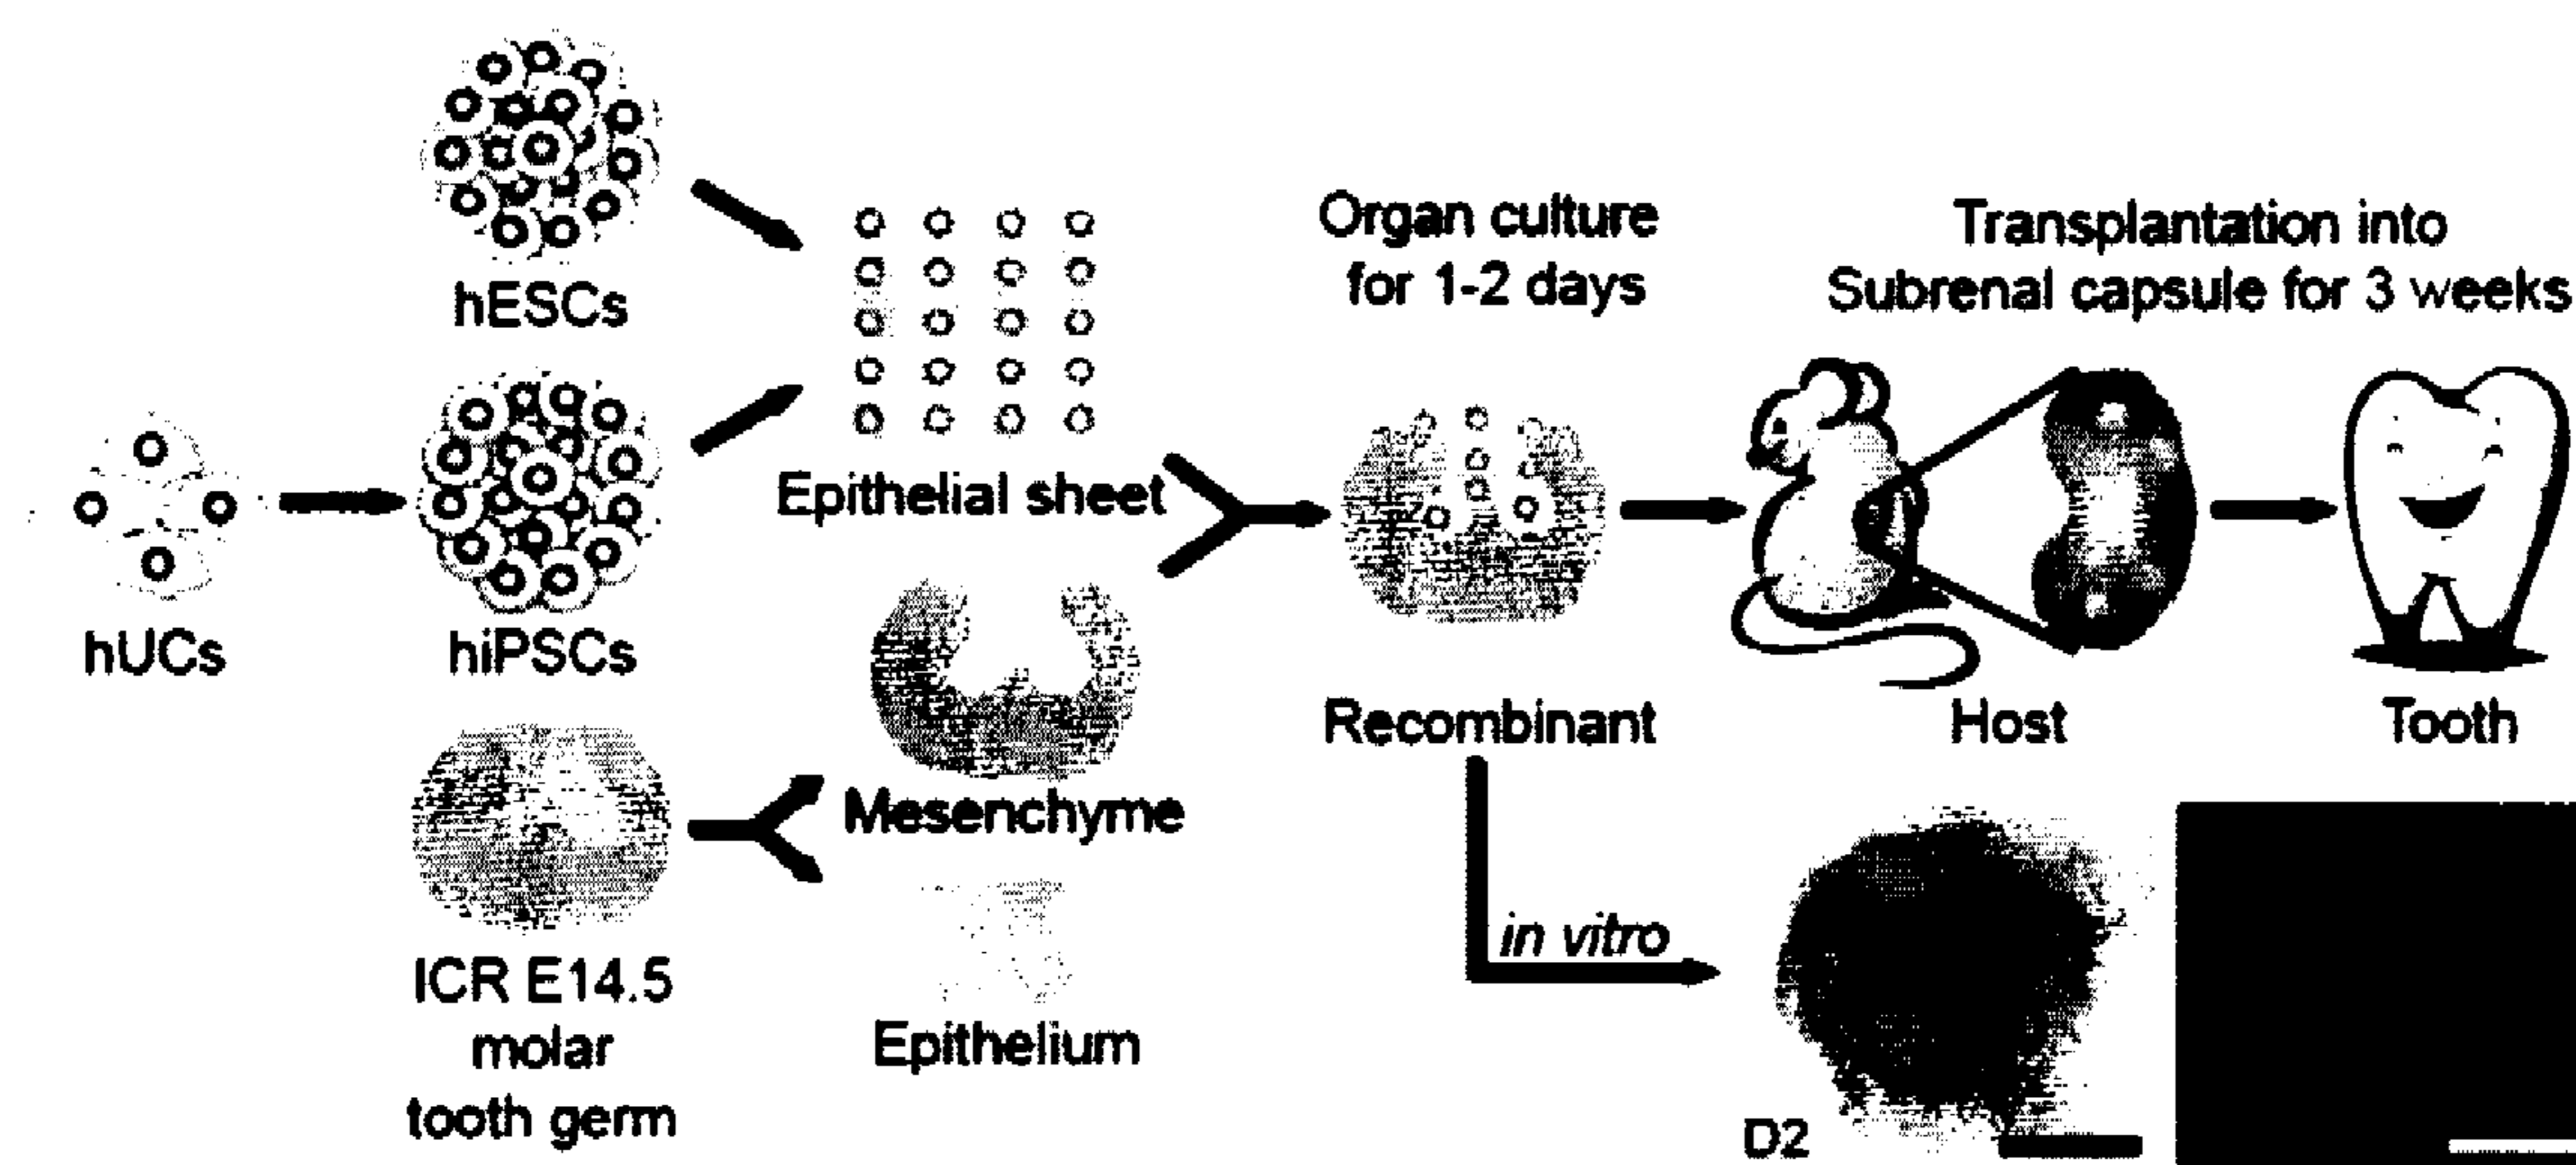 hESCs
hUCs
hiPSCs
ICR E14.5
molar
tooth germ
Epithelial sheet
Mesenchyme
Epithelium
Organ culture
for 1-2 days
Recombinant
in vitro
Transplantation into
Subrenal capsule for 3 weeks
Host
Tooth
D2